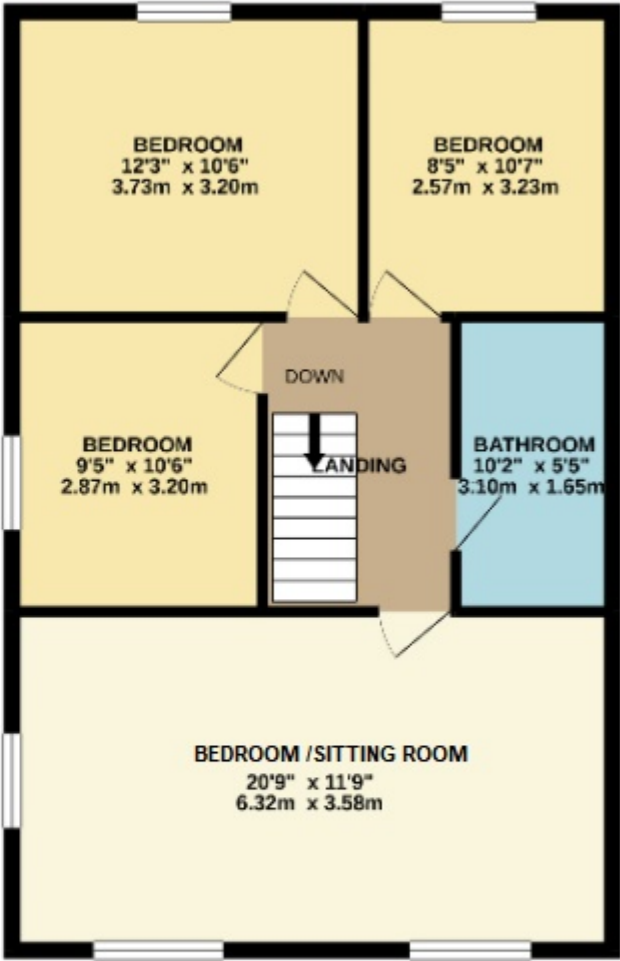 BEDROOM
12'3" x 10'6"
3.73m x 3.20m
BEDROOM
8'5" x 10'7"
2.57m x 3.23m
DOWN
LANDING
BEDROOM
9'5" x 10'6"
2.87m x 3.20m
BATHROOM
10'2" x 5'5"
3.10m x 1.65m
BEDROOM /SITTING ROOM
20'9" x 11'9"
6.32m x 3.58m